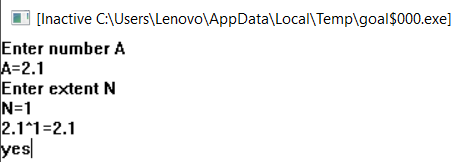 [Inactive C:\Users\Lenovo\AppData\Local\Temp\goal$000.exe]
Enter number A
A=2.1
Enter extent N
N=1
2.1^1=2.1
yes